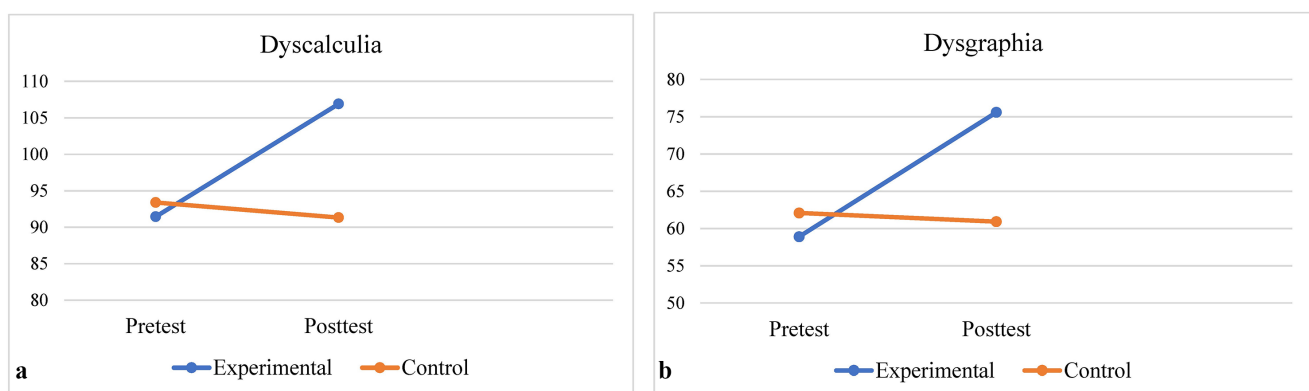 Dyscalculia
110
105
100
95
90
85
80
Pretest Posttest
Experimental Control
a
Dysgraphia
80
75
70
65
60
55
50
Pretest Posttest
Experimental Control
b